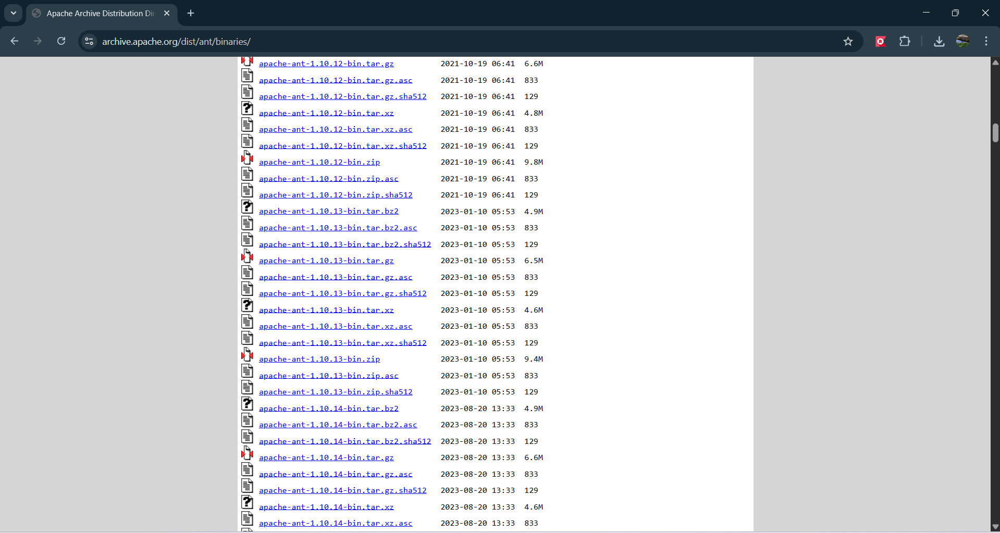 Apache Archive Distribution Dir
archive.apache.org/dist/ant/binaries/
apache-ant-1.10.12-bin.tar.gz 2021-10-19 06:41 6.6M
apache-ant-1.10.12-bin.tar.gz.asc 2021-10-19 06:41 833
apache-ant-1.10.12-bin.tar.gz.sha512 2021-10-19 06:41 129
apache-ant-1.10.12-bin.tar.xz 2021-10-19 06:41 4.8M
apache-ant-1.10.12-bin.tar.xz.asc 2021-10-19 06:41 833
apache-ant-1.10.12-bin.tar.xz.sha512 2021-10-19 06:41 129
apache-ant-1.10.12-bin.zip 2021-10-19 06:41 9.8M
apache-ant-1.10.12-bin.zip.asc 2021-10-19 06:41 833
apache-ant-1.10.12-bin.zip.sha512 2021-10-19 06:41 129
apache-ant-1.10.13-bin.tar.bz2 2023-01-10 05:53 4.9M
apache-ant-1.10.13-bin.tar.bz2.asc 2023-01-10 05:53 833
apache-ant-1.10.13-bin.tar.bz2.sha512 2023-01-10 05:53 129
apache-ant-1.10.13-bin.tar.gz 2023-01-10 05:53 6.5M
apache-ant-1.10.13-bin.tar.gz.asc 2023-01-10 05:53 833
apache-ant-1.10.13-bin.tar.gz.sha512 2023-01-10 05:53 129
apache-ant-1.10.13-bin.tar.xz 2023-01-10 05:53 4.6M
apache-ant-1.10.13-bin.tar.xz.asc 2023-01-10 05:53 833
apache-ant-1.10.13-bin.tar.xz.sha512 2023-01-10 05:53 129
apache-ant-1.10.13-bin.zip 2023-01-10 05:53 9.4M
apache-ant-1.10.13-bin.zip.asc 2023-01-10 05:53 833
apache-ant-1.10.13-bin.zip.sha512 2023-01-10 05:53 129
apache-ant-1.10.14-bin.tar.bz2 2023-08-20 13:33 4.9M
apache-ant-1.10.14-bin.tar.bz2.asc 2023-08-20 13:33 833
apache-ant-1.10.14-bin.tar.bz2.sha512 2023-08-20 13:33 129
apache-ant-1.10.14-bin.tar.gz 2023-08-20 13:33 6.6M
apache-ant-1.10.14-bin.tar.gz.asc 2023-08-20 13:33 833
apache-ant-1.10.14-bin.tar.gz.sha512 2023-08-20 13:33 129
apache-ant-1.10.14-bin.tar.xz 2023-08-20 13:33 4.6M
apache-ant-1.10.14-bin.tar.xz.asc 2023-08-20 13:33 833